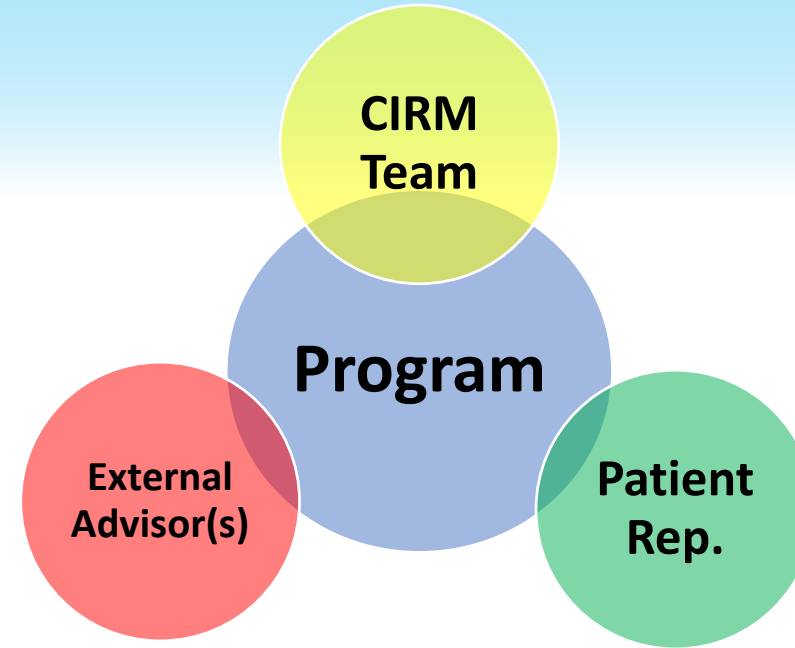 CIRM
Team
Program
External
Advisor(s)
Patient
Rep.